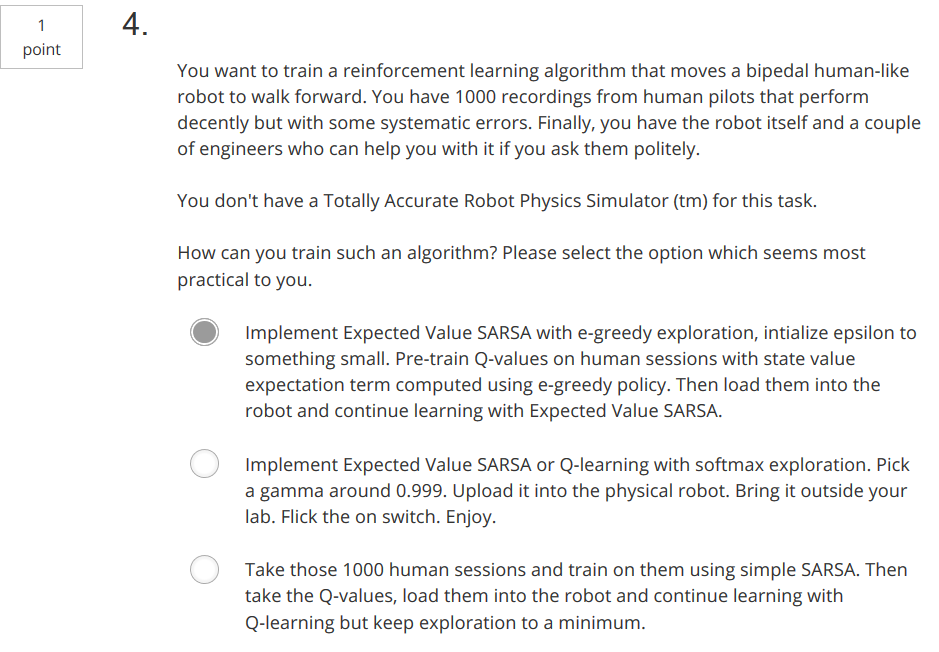 1
point
4.
You want to train a reinforcement learning algorithm that moves a bipedal human-like
robot to walk forward. You have 1000 recordings from human pilots that perform
decently but with some systematic errors. Finally, you have the robot itself and a couple
of engineers who can help you with it if you ask them politely.
You don't have a Totally Accurate Robot Physics Simulator (tm) for this task.
How can you train such an algorithm? Please select the option which seems most
practical to you.
Implement Expected Value SARSA with e-greedy exploration, intialize epsilon to
something small. Pre-train Q-values on human sessions with state value
expectation term computed using e-greedy policy. Then load them into the
robot and continue learning with Expected Value SARSA.
Implement Expected Value SARSA or Q-learning with softmax exploration. Pick
a gamma around 0.999. Upload it into the physical robot. Bring it outside your
lab. Flick the on switch. Enjoy.
Take those 1000 human sessions and train on them using simple SARSA. Then
take the Q-values, load them into the robot and continue learning with
Q-learning but keep exploration to a minimum.